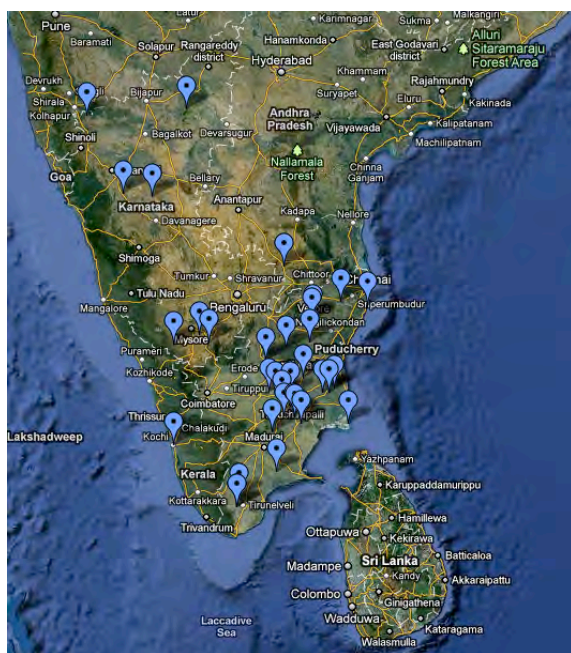 Pune
Latur
Karimnagar
Sukma
Malkangiri
Baramati
Solapur
Rangareddy
district
Hanamkonda
East Godavari
district
Alluri
Sitaramaraju
Forest Area
Hyderabad
Khammam
Rajahmundry
Devrukh
Shirala
Kolhapur
Bijapur
Suryapet
Eluru
Kakinada
Andhra
Pradesh
Vijayawada
Kalipatanam
Machilipatnam
Shinoli
Bagalkot
Devarsugur
Nallamala
Forest
Goa
Bellary
Chinna
Ganjam
Karnataka
Anantapur
Davanagere
Kadapa
Nellore
Shimoga
Tumkur
Shravanur
Chittoor
Tulu Nadu
Bengaluru
Mangalore
Sriperumbudur
Mysore
Puducherry
Purameri
Kozhikode
Erode
Tiruppur
Coimbatore
Thrissur
Chalakudi
Kochi
Lakshadweep
Madurai
Kerala
Kottarakkara
Tirunelveli
Trivandrum
Yazhpanam
Karuppaddamurippu
Hamillewa
Ottapuwa
Kekirawa
Batticaloa
Madampe
Sri Lanka
Kandy
Akkaraipattu
Colombo
Ginigathena
Wadduwa
Laccadive
Sea
Kataragama
Walasmulla